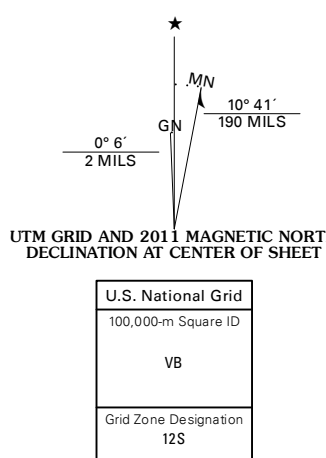 ★
MN
GN
10° 41´
190 MILS
0° 6´
2 MILS
UTM GRID AND 2011 MAGNETIC NORT
DECLINATION AT CENTER OF SHEET
U.S. National Grid
100,000-m Square ID
VB
Grid Zone Designation
12S